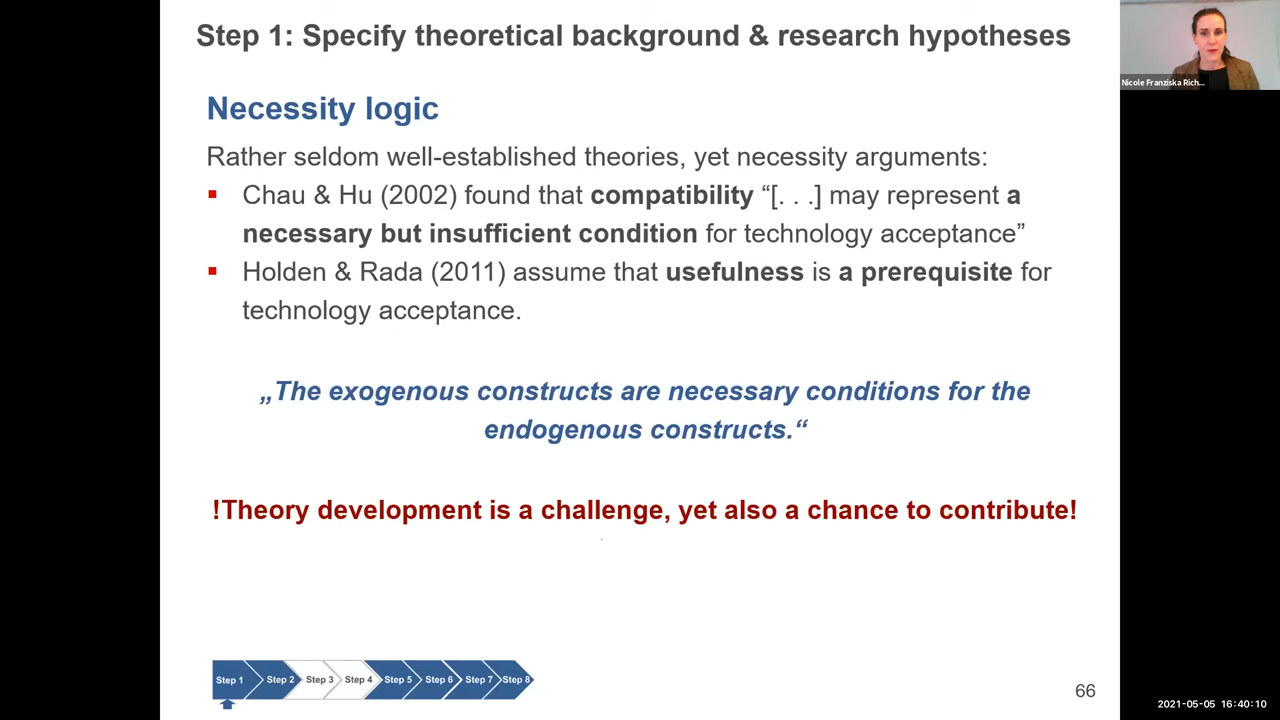 Step 1: Specify theoretical background & research hypotheses
Nicole Franziska Rich...
Necessity logic
Rather seldom well-established theories, yet necessity arguments:
Chau & Hu (2002) found that compatibility “[. . .] may represent a
necessary but insufficient condition for technology acceptance”
Holden & Rada (2011) assume that usefulness is a prerequisite for
technology acceptance.
„The exogenous constructs are necessary conditions for the
endogenous constructs.“
!Theory development is a challenge, yet also a chance to contribute!
Step 1 Step 2 Step 3 Step 4 Step 5 Step 6 Step 7 Step 8
66
2021-05-05 16:40:10